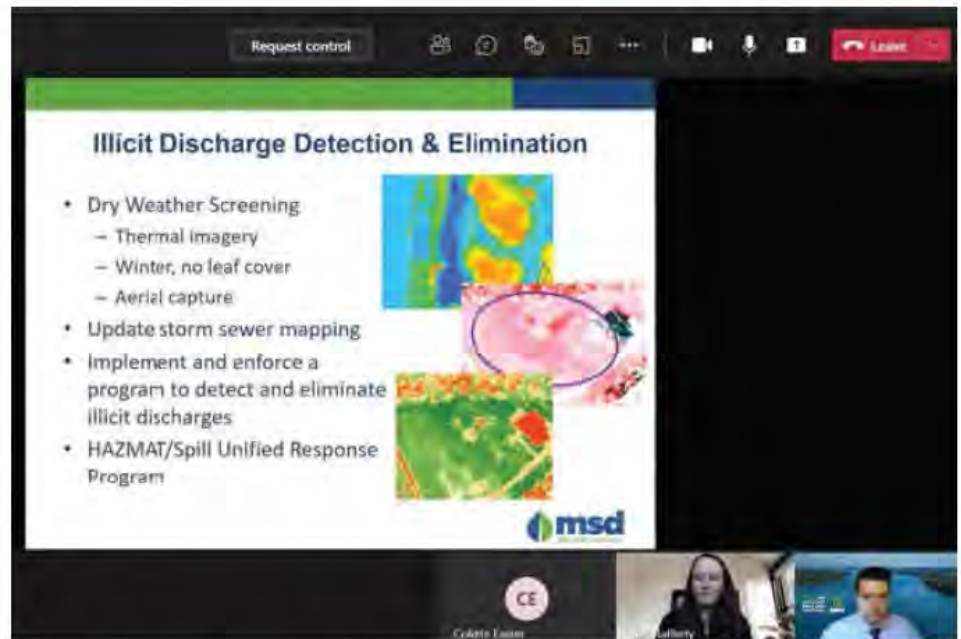 Request control
Leave
Illicit Discharge Detection & Elimination
• Dry Weather Screening
– Thermal imagery
– Winter, no leaf cover
– Aerial capture
• Update storm sewer mapping
• Implement and enforce a
program to detect and eliminate
illicit discharges
• HAZMAT/Spill Unified Response
Program
msd
CE